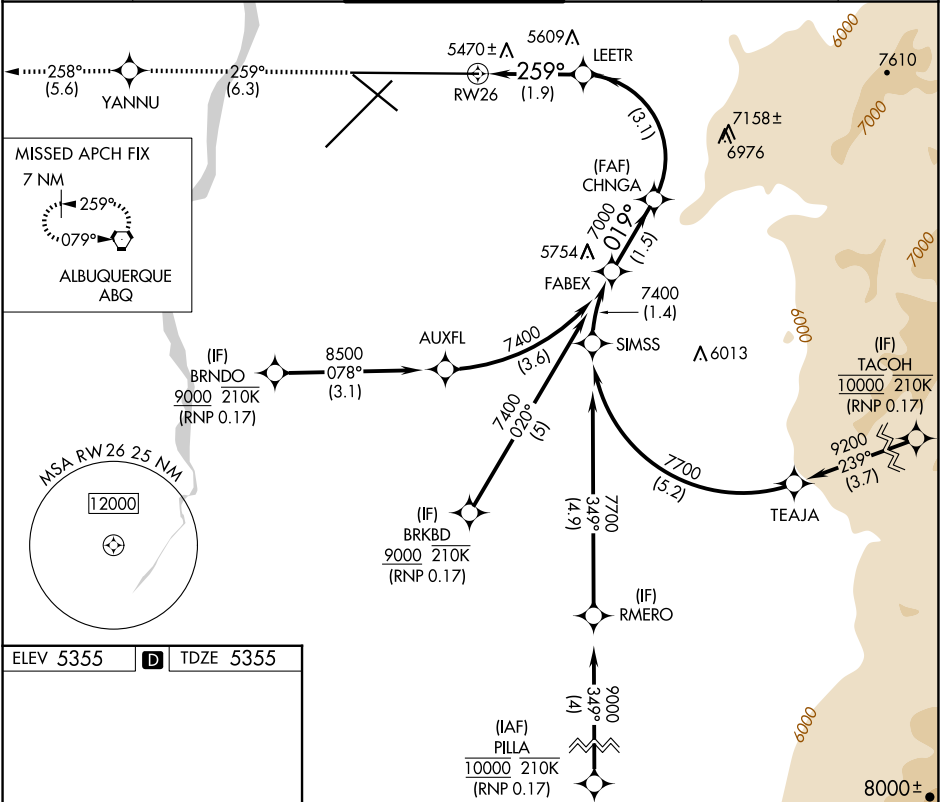 5470±
5609
LEETR
258°
(5.6)
YANNU
259°
(6.3)
RW26
259°
(1.9)
(3.1)
6000
7610
7000
7158±
6976
MISSED APCH FIX
7 NM
259°
079°
ALBUQUERQUE
ABQ
(FAF)
CHNGA
7000
019°
(1.5)
5754
FABEX
7400
(1.4)
7000
6000
SIMSS
6013
AUXFL
7400
(3.6)
(IF)
BRNDO
9000 210K
(RNP 0.17)
8500
078°
(3.1)
(IF)
TACOH
10000 210K
(RNP 0.17)
9200
239°
(3.7)
TEAJA
7700
(5.2)
7400
020°
(5)
(IF)
BRKBD
9000 210K
(RNP 0.17)
7700
349°
(4.9)
MSA RW 26 25 NM
12000
(IF)
RMERO
9000
349°
(4)
(IAF)
PILLA
10000 210K
(RNP 0.17)
6000
8000±
ELEV 5355 D TDZE 5355